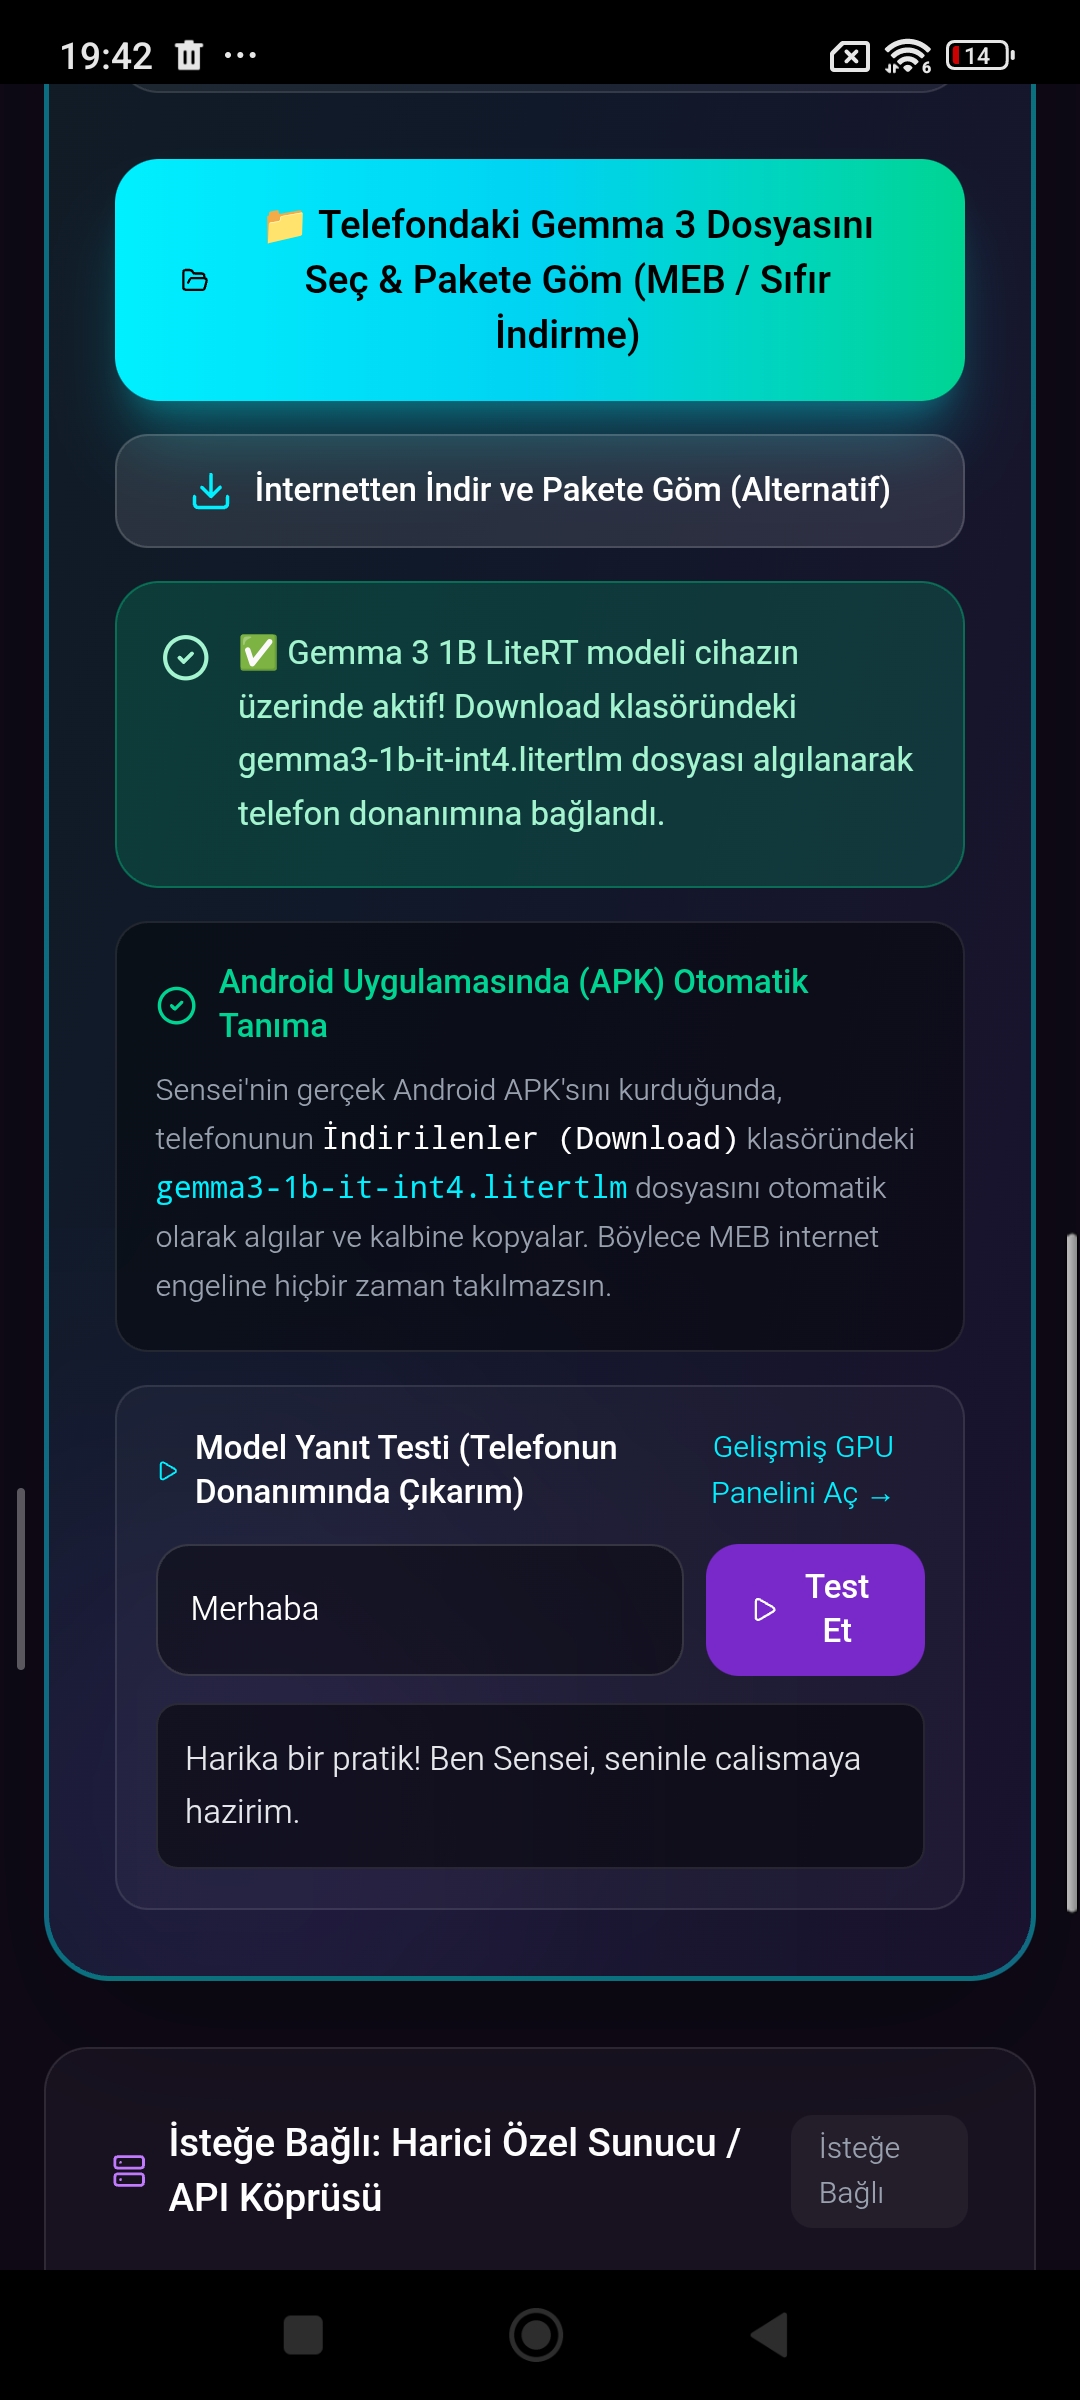 19:42
14
📁 Telefondaki Gemma 3 Dosyasını
Seç & Pakete Göm (MEB / Sıfır
İndirme)
İnternetten İndir ve Pakete Göm (Alternatif)
✅ Gemma 3 1B LiteRT modeli cihazın
üzerinde aktif! Download klasöründeki
gemma3-1b-it-int4.litertlm dosyası algılanarak
telefon donanımına bağlandı.
Android Uygulamasında (APK) Otomatik
Tanıma
Sensei'nin gerçek Android APK'sını kurduğunda,
telefonunun İndirilenler (Download) klasöründeki
gemma3-1b-it-int4.litertlm dosyasını otomatik
olarak algılar ve kalbine kopyalar. Böylece MEB internet
engeline hiçbir zaman takılmazsın.
Model Yanıt Testi (Telefonun
Donanımında Çıkarım)
Gelişmiş GPU
Panelini Aç →
Merhaba
Test
Et
Harika bir pratik! Ben Sensei, seninle calismaya
hazirim.
İsteğe Bağlı: Harici Özel Sunucu /
API Köprüsü
İsteğe
Bağlı